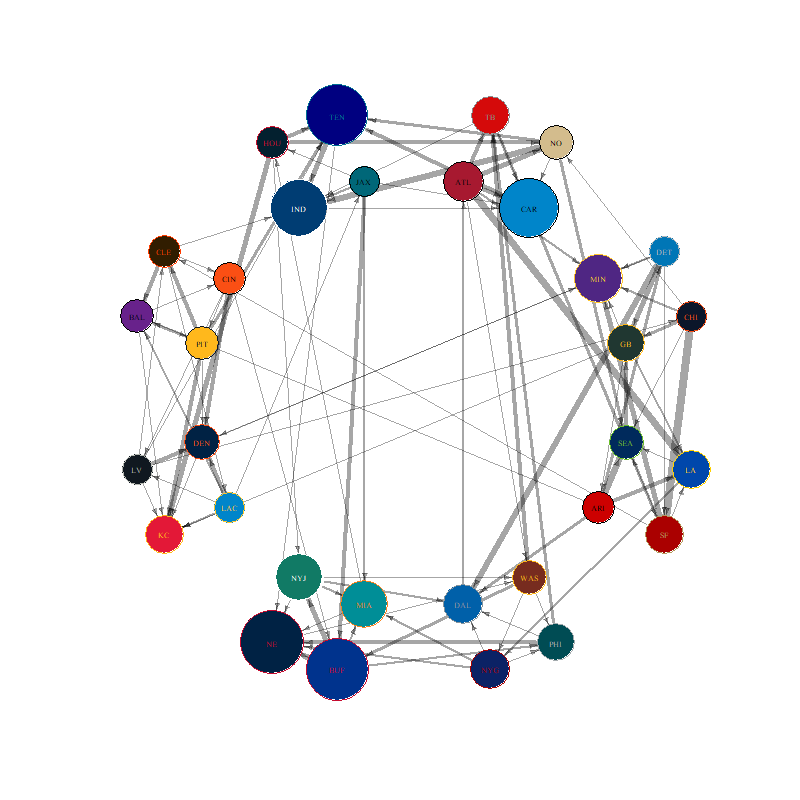 TEN
TB
HOU
NO
JAX
ATL
IND
CAR
CLE
DET
CIN
MIN
BAL
CHI
PIT
GB
DEN
SEA
LV
LA
LAC
ARI
KC
SF
NYJ
WAS
MIA
DAL
NE
PHI
BUF
NYG